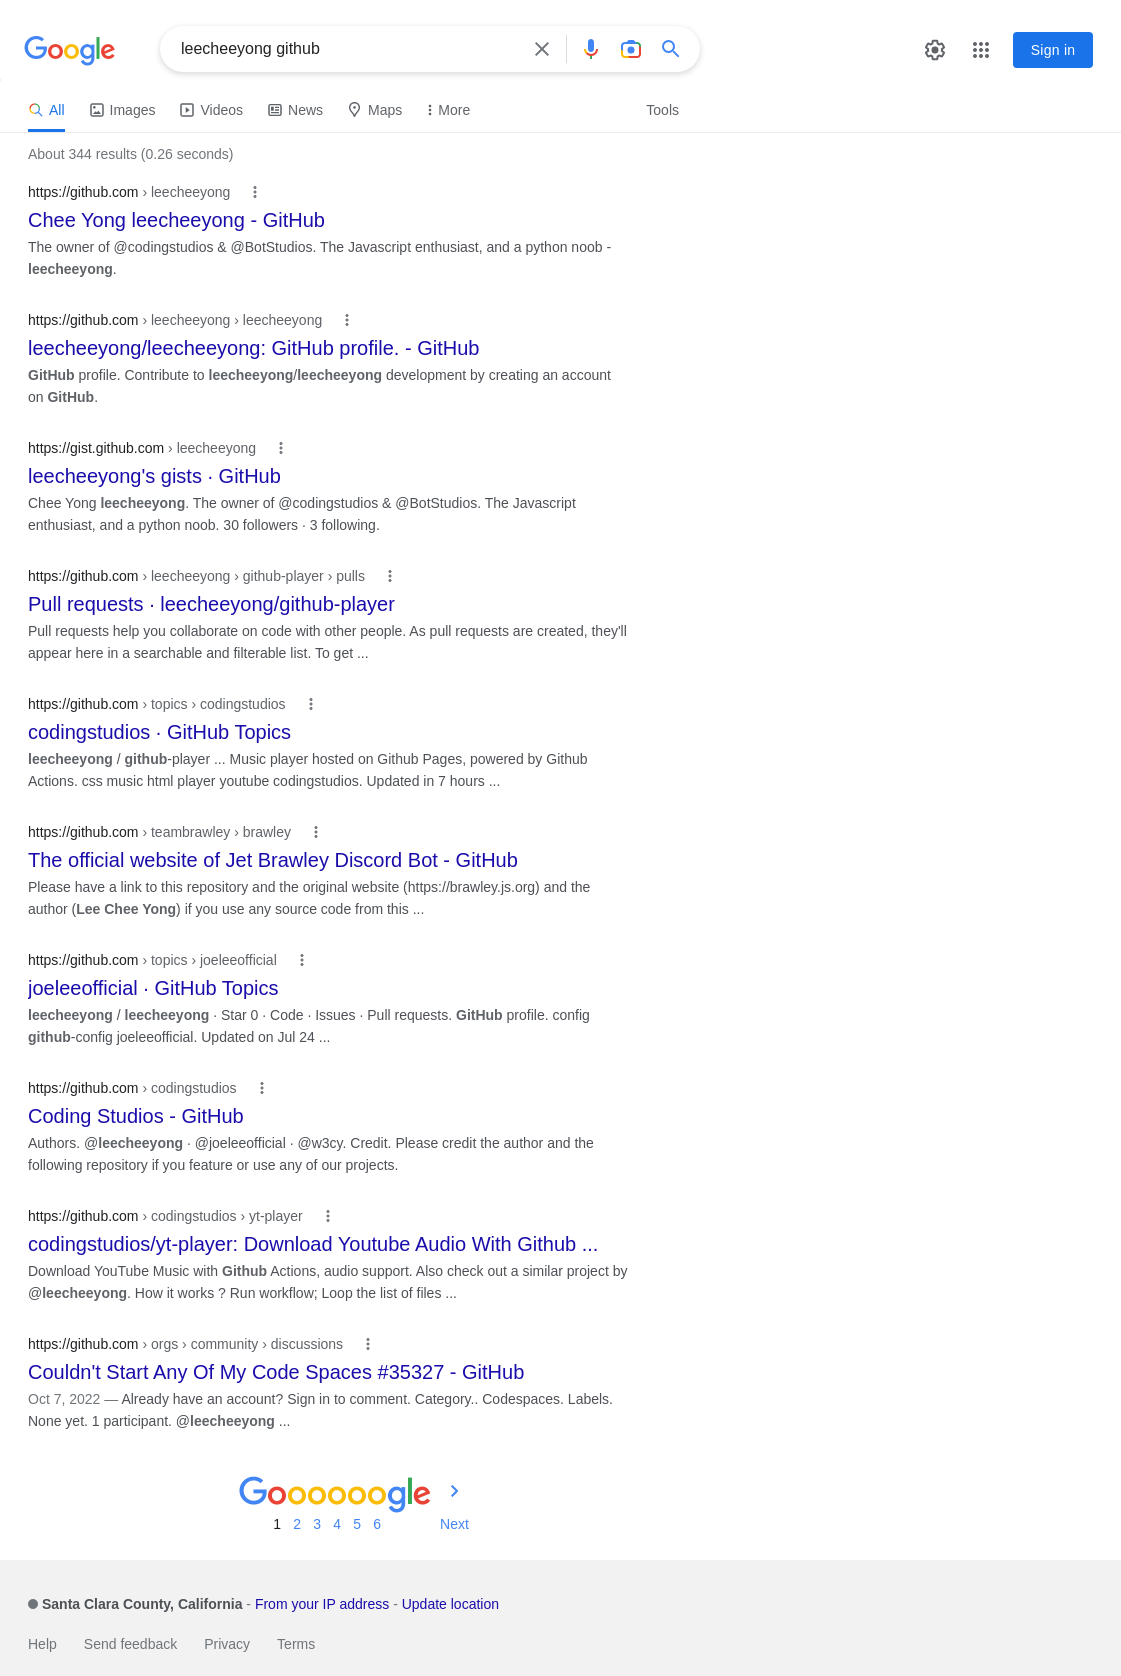 Google
leecheeyong github
Sign in
All Images Videos News Maps More Tools
About 344 results (0.26 seconds)
https://github.com › leecheeyong
Chee Yong leecheeyong - GitHub
The owner of @codingstudios & @BotStudios. The Javascript enthusiast, and a python noob -
leecheeyong.
https://github.com › leecheeyong › leecheeyong
leecheeyong/leecheeyong: GitHub profile. - GitHub
GitHub profile. Contribute to leecheeyong/leecheeyong development by creating an account
on GitHub.
https://gist.github.com › leecheeyong
leecheeyong's gists · GitHub
Chee Yong leecheeyong. The owner of @codingstudios & @BotStudios. The Javascript
enthusiast, and a python noob. 30 followers · 3 following.
https://github.com › leecheeyong › github-player › pulls
Pull requests · leecheeyong/github-player
Pull requests help you collaborate on code with other people. As pull requests are created, they'll
appear here in a searchable and filterable list. To get ...
https://github.com › topics › codingstudios
codingstudios · GitHub Topics
leecheeyong / github-player ... Music player hosted on Github Pages, powered by Github
Actions. css music html player youtube codingstudios. Updated in 7 hours ...
https://github.com › teambrawley › brawley
The official website of Jet Brawley Discord Bot - GitHub
Please have a link to this repository and the original website (https://brawley.js.org) and the
author (Lee Chee Yong) if you use any source code from this ...
https://github.com › topics › joeleeofficial
joeleeofficial · GitHub Topics
leecheeyong / leecheeyong · Star 0 · Code · Issues · Pull requests. GitHub profile. config
github-config joeleeofficial. Updated on Jul 24 ...
https://github.com › codingstudios
Coding Studios - GitHub
Authors. @leecheeyong · @joeleeofficial · @w3cy. Credit. Please credit the author and the
following repository if you feature or use any of our projects.
https://github.com › codingstudios › yt-player
codingstudios/yt-player: Download Youtube Audio With Github ...
Download YouTube Music with Github Actions, audio support. Also check out a similar project by
@leecheeyong. How it works ? Run workflow; Loop the list of files ...
https://github.com › orgs › community › discussions
Couldn't Start Any Of My Code Spaces #35327 - GitHub
Oct 7, 2022 — Already have an account? Sign in to comment. Category.. Codespaces. Labels.
None yet. 1 participant. @leecheeyong ...
Goooooogle
1 2 3 4 5 6 Next
Santa Clara County, California - From your IP address - Update location
Help Send feedback Privacy Terms